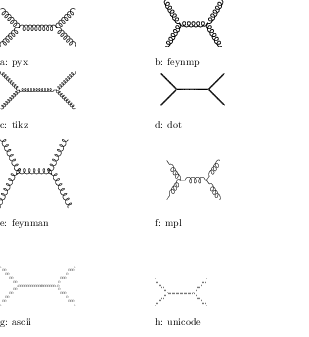 a: pyx
b: feynmp
c: tikz
d: dot
e: feynman
f: mpl
g: ascii
h: unicode